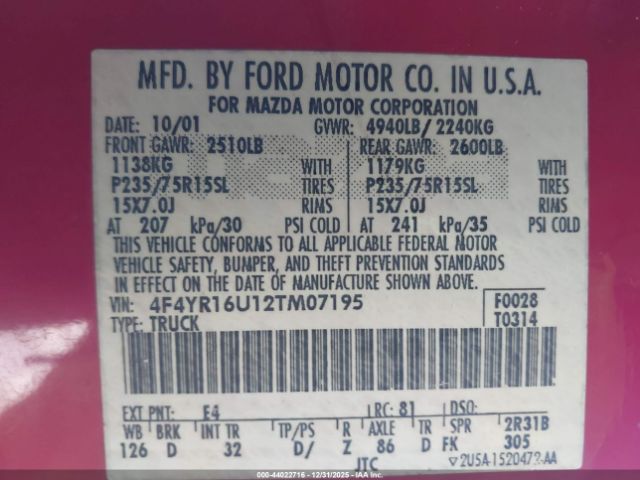 MFD. BY FORD MOTOR CO. IN U.S.A.
FOR MAZDA MOTOR CORPORATION
DATE: 10/01 GVWR: 4940LB/ 2240KG
FRONT GAWR: 2510LB REAR GAWR: 2600LB
1138KG WITH 1179KG WITH
P235/75R15SL TIRES P235/75R15SL TIRES
15X7.0J RIMS 15X7.0J RIMS
AT 207 kPa/30 PSI COLD AT 241 kPa/35 PSI COLD
THIS VEHICLE CONFORMS TO ALL APPLICABLE FEDERAL MOTOR
VEHICLE SAFETY, BUMPER, AND THEFT PREVENTION STANDARDS
IN EFFECT ON THE DATE OF MANUFACTURE SHOWN ABOVE.
VIN: 4F4YR16U12TM07195 F0028
TYPE: TRUCK T0314
EXT PNT: E4 RC: 81 DSO:
WB BRK INT TR TP/PS R AXLE TR SPR 2R31B
126 D 32 D/ Z 86 D FK 305
JTC ▽2U5A-1520472-AA
000-44022716 - 12/31/2025 - IAA Inc.